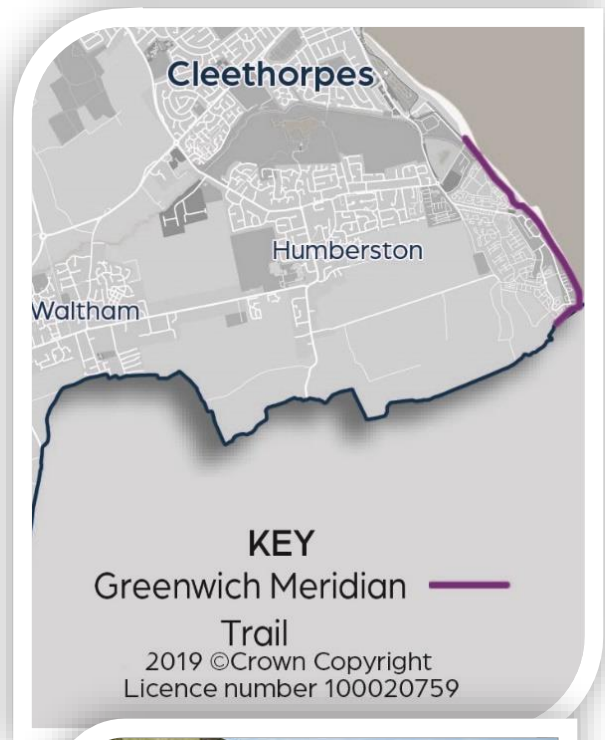 Cleethorpes
Humberston
Waltham
KEY
Greenwich Meridian
Trail
2019 ©Crown Copyright
Licence number 100020759